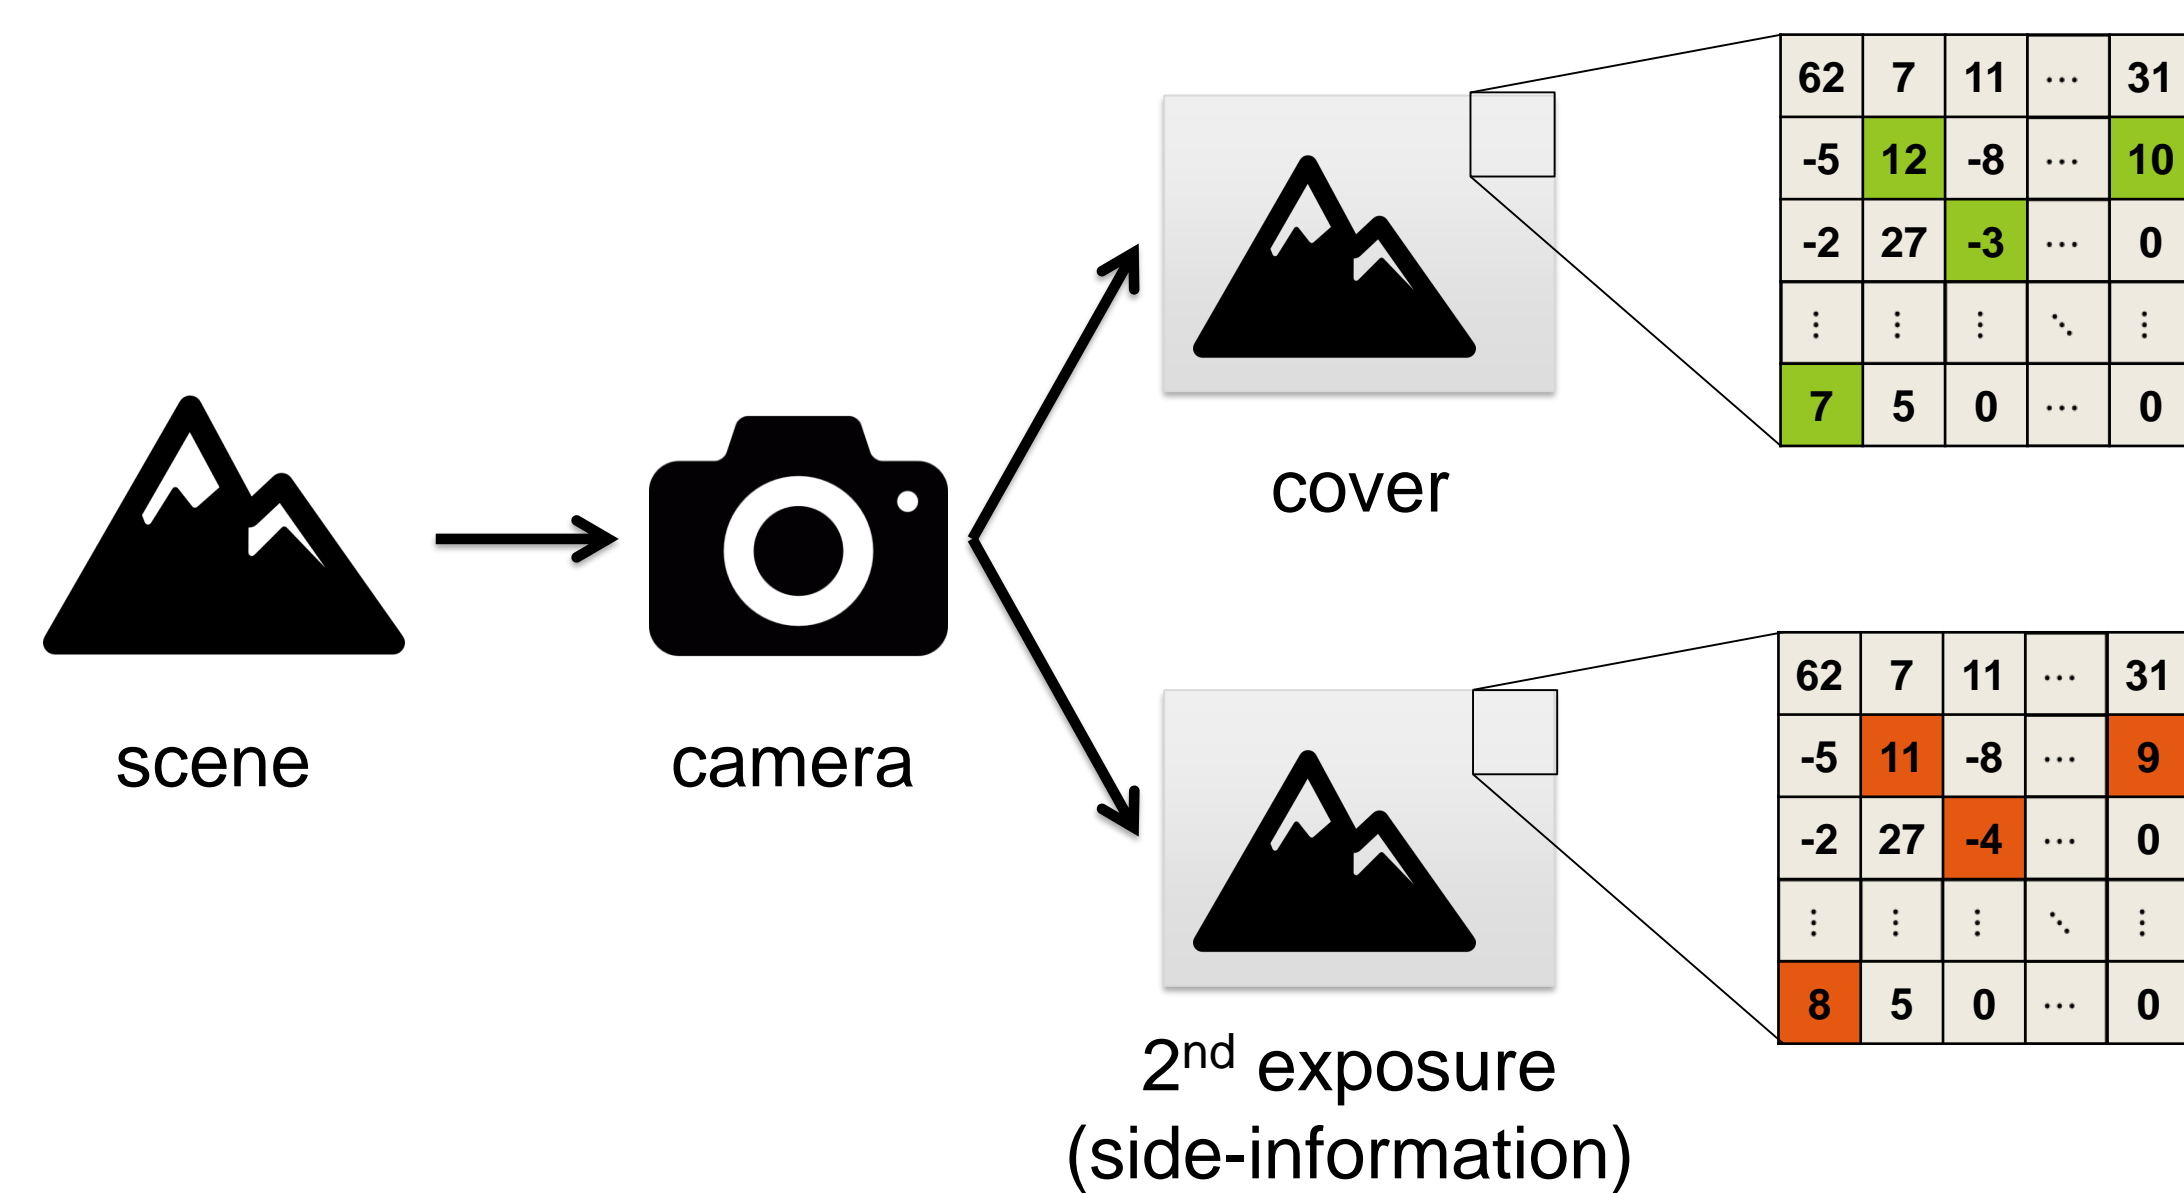 scene
camera
cover
62 7 11 ⋯ 31
-5 12 -8 ⋯ 10
-2 27 -3 ⋯ 0
⋮ ⋮ ⋮ ⋱ ⋮
7 5 0 ⋯ 0
2nd exposure
(side-information)
62 7 11 ⋯ 31
-5 11 -8 ⋯ 9
-2 27 -4 ⋯ 0
⋮ ⋮ ⋮ ⋱ ⋮
8 5 0 ⋯ 0